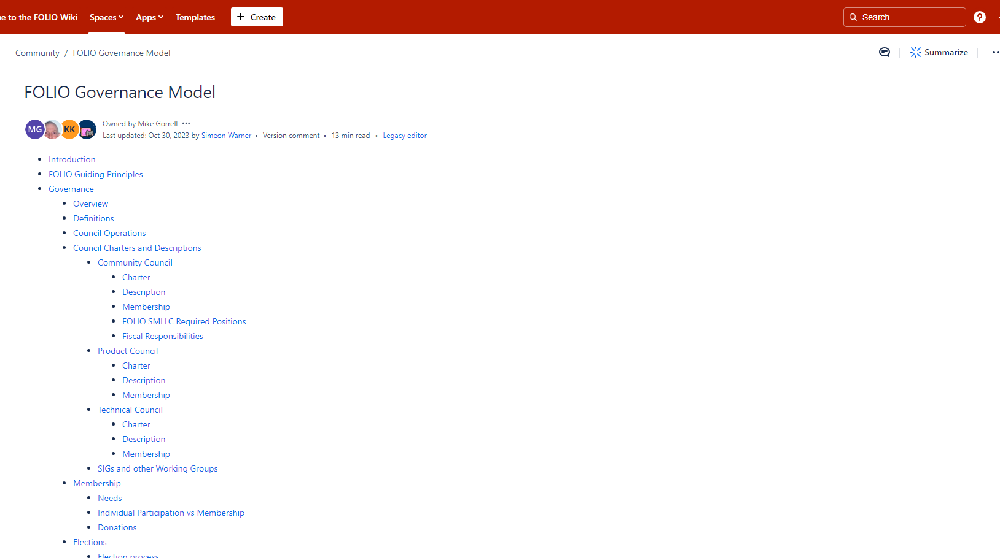 e to the FOLIO Wiki Spaces Apps Templates + Create Search ?
Community / FOLIO Governance Model Summarize
FOLIO Governance Model
MG KK Owned by Mike Gorrell
Last updated: Oct 30, 2023 by Simeon Warner • Version comment • 13 min read • Legacy editor
• Introduction
• FOLIO Guiding Principles
• Governance
• Overview
• Definitions
• Council Operations
• Council Charters and Descriptions
• Community Council
• Charter
• Description
• Membership
• FOLIO SMLLC Required Positions
• Fiscal Responsibilities
• Product Council
• Charter
• Description
• Membership
• Technical Council
• Charter
• Description
• Membership
• SIGs and other Working Groups
• Membership
• Needs
• Individual Participation vs Membership
• Donations
• Elections
• Election process